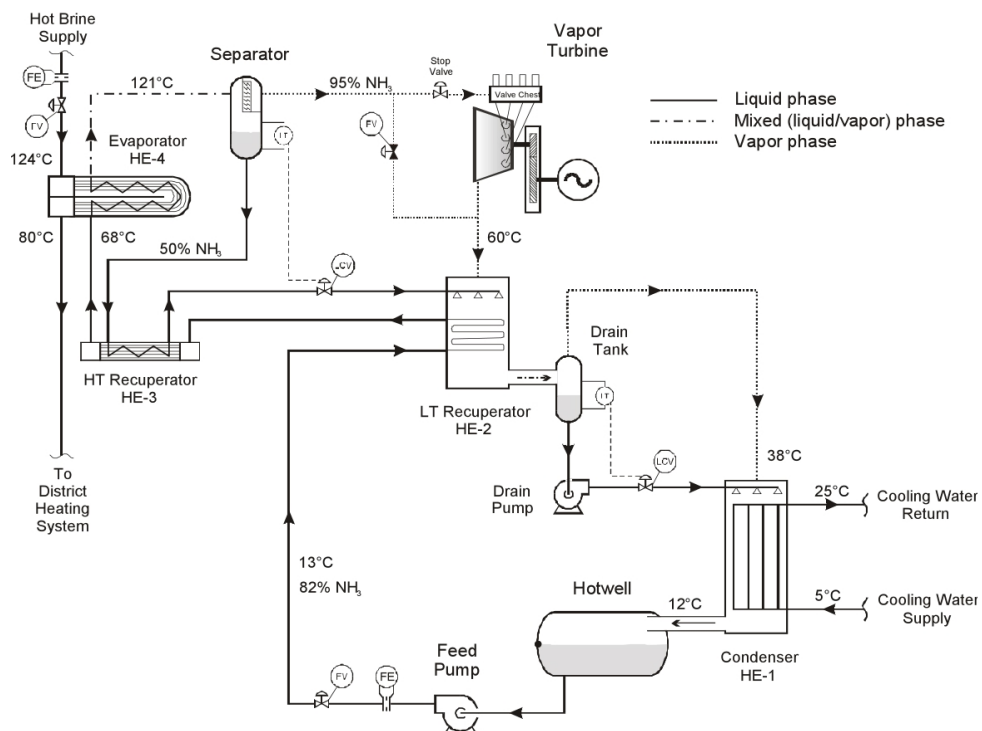 Hot Brine
Supply
FE
FV
124°C
Evaporator
HE-4
121°C
Separator
95% NH₃
Stop
Valve
Vapor
Turbine
Valve Chest
Liquid phase
Mixed (liquid/vapor) phase
Vapor phase
LT
FV
80°C
68°C
50% NH₃
60°C
LCV
HT Recuperator
HE-3
LT Recuperator
HE-2
Drain
Tank
LT
To
District
Heating
System
Drain
Pump
LCV
38°C
25°C
Cooling Water
Return
5°C
Cooling Water
Supply
13°C
82% NH₃
Hotwell
12°C
Condenser
HE-1
Feed
Pump
FV
FE